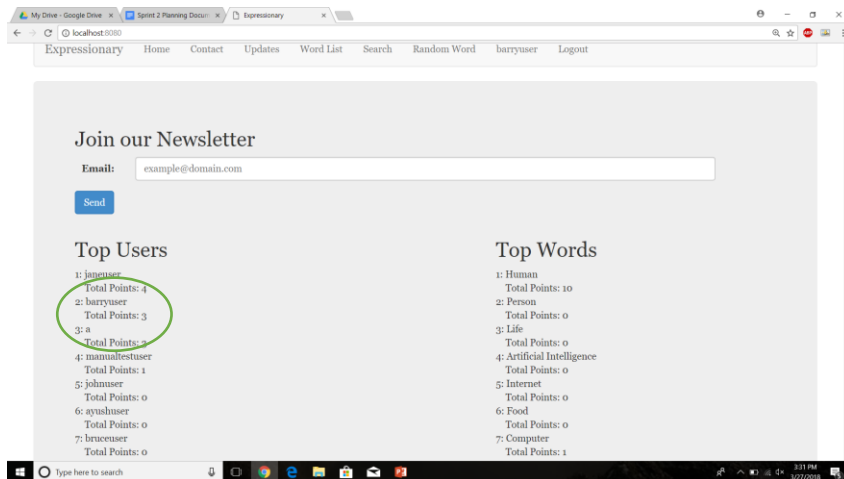 My Drive - Google Drive
Sprint 2 Planning Docum
Expressionary
localhost:8080
Expressionary Home Contact Updates Word List Search Random Word barryuser Logout
Join our Newsletter
Email: example@domain.com
Send
Top Users
1: janeuser
Total Points: 4
2: barryuser
Total Points: 3
3: a
Total Points:
4: manualtestuser
Total Points: 1
5: johnuser
Total Points: 0
6: ayushuser
Total Points: 0
7: bruceuser
Total Points: 0
Top Words
1: Human
Total Points: 10
2: Person
Total Points: 0
3: Life
Total Points: 0
4: Artificial Intelligence
Total Points: 0
5: Internet
Total Points: 0
6: Food
Total Points: 0
7: Computer
Total Points: 1
Type here to search
3:31 PM
3/27/2018